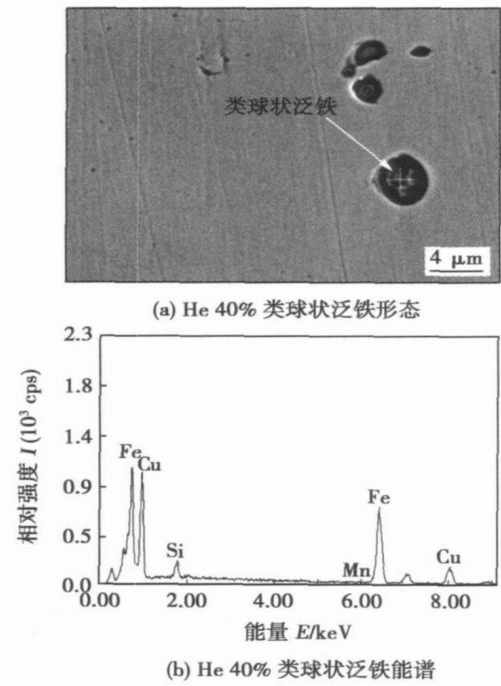 类球状泛铁
4 μm
(a) He 40% 类球状泛铁形态
2.3
1.8
1.4
0.9
0.5
0.0
相对强度 I (10³ cps)
Fe
Cu
Si
Mn
Fe
Cu
0.00 2.00 4.00 6.00 8.00
能量 E/keV
(b) He 40% 类球状泛铁能谱